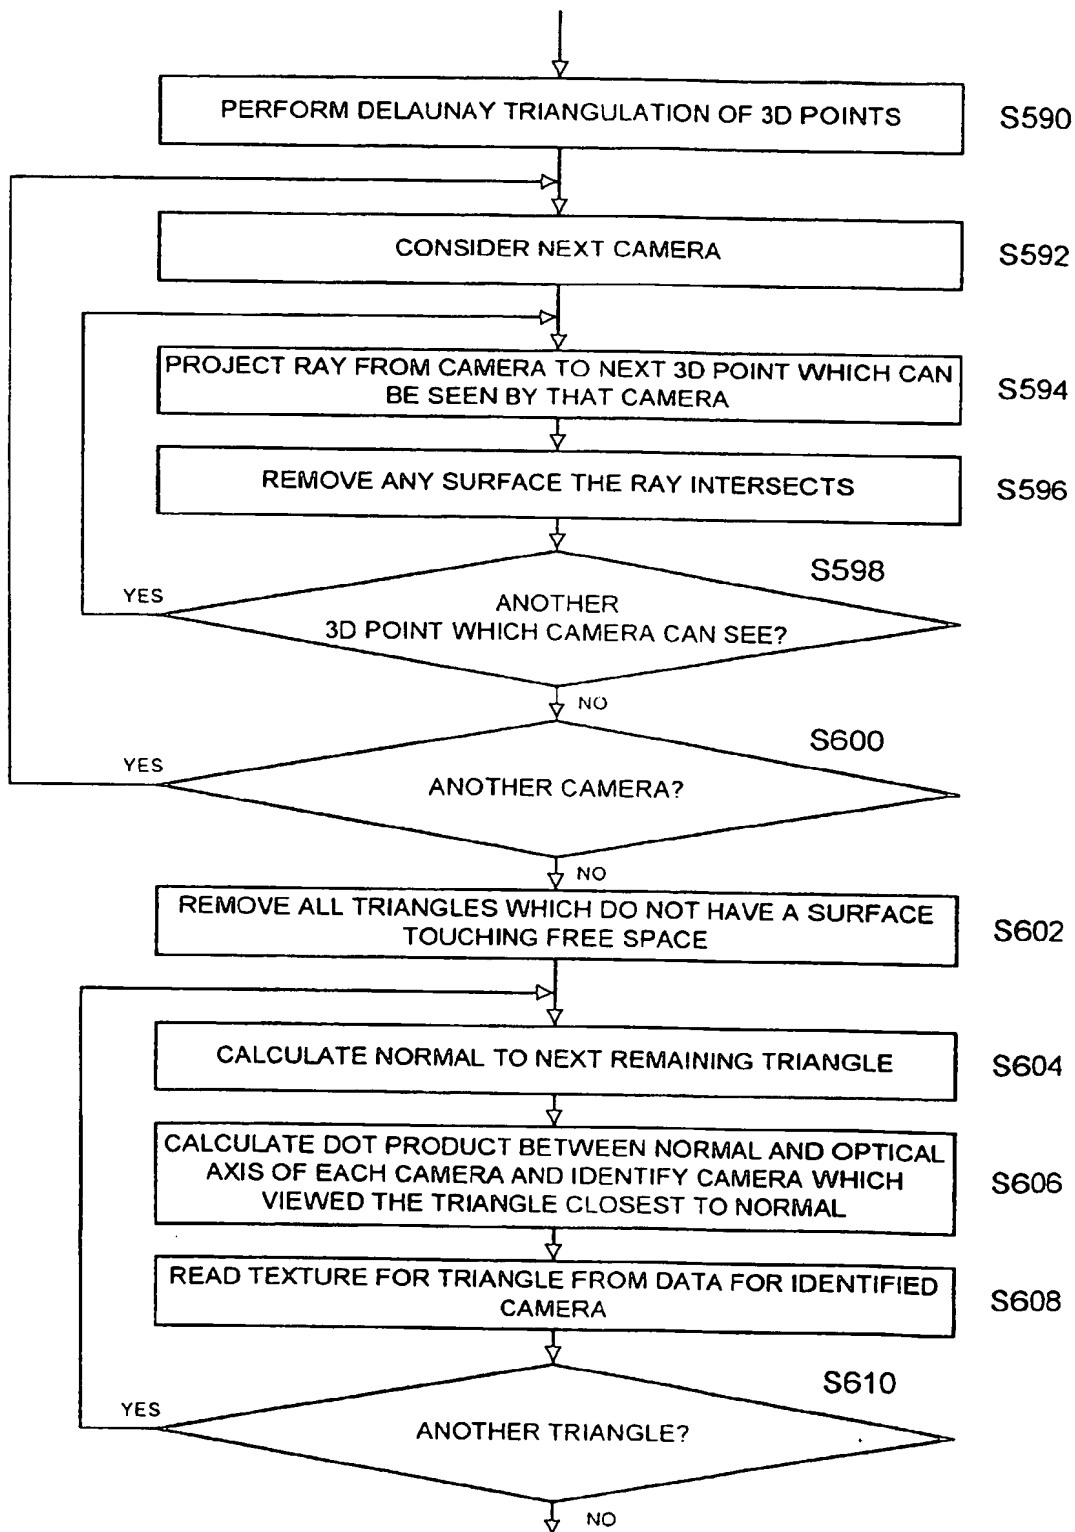 PERFORM DELAUNAY TRIANGULATION OF 3D POINTS
S590
CONSIDER NEXT CAMERA
S592
PROJECT RAY FROM CAMERA TO NEXT 3D POINT WHICH CAN
BE SEEN BY THAT CAMERA
S594
REMOVE ANY SURFACE THE RAY INTERSECTS
S596
S598
YES
ANOTHER
3D POINT WHICH CAMERA CAN SEE?
NO
S600
YES
ANOTHER CAMERA?
NO
REMOVE ALL TRIANGLES WHICH DO NOT HAVE A SURFACE
TOUCHING FREE SPACE
S602
CALCULATE NORMAL TO NEXT REMAINING TRIANGLE
S604
CALCULATE DOT PRODUCT BETWEEN NORMAL AND OPTICAL
AXIS OF EACH CAMERA AND IDENTIFY CAMERA WHICH
VIEWED THE TRIANGLE CLOSEST TO NORMAL
S606
READ TEXTURE FOR TRIANGLE FROM DATA FOR IDENTIFIED
CAMERA
S608
S610
YES
ANOTHER TRIANGLE?
NO